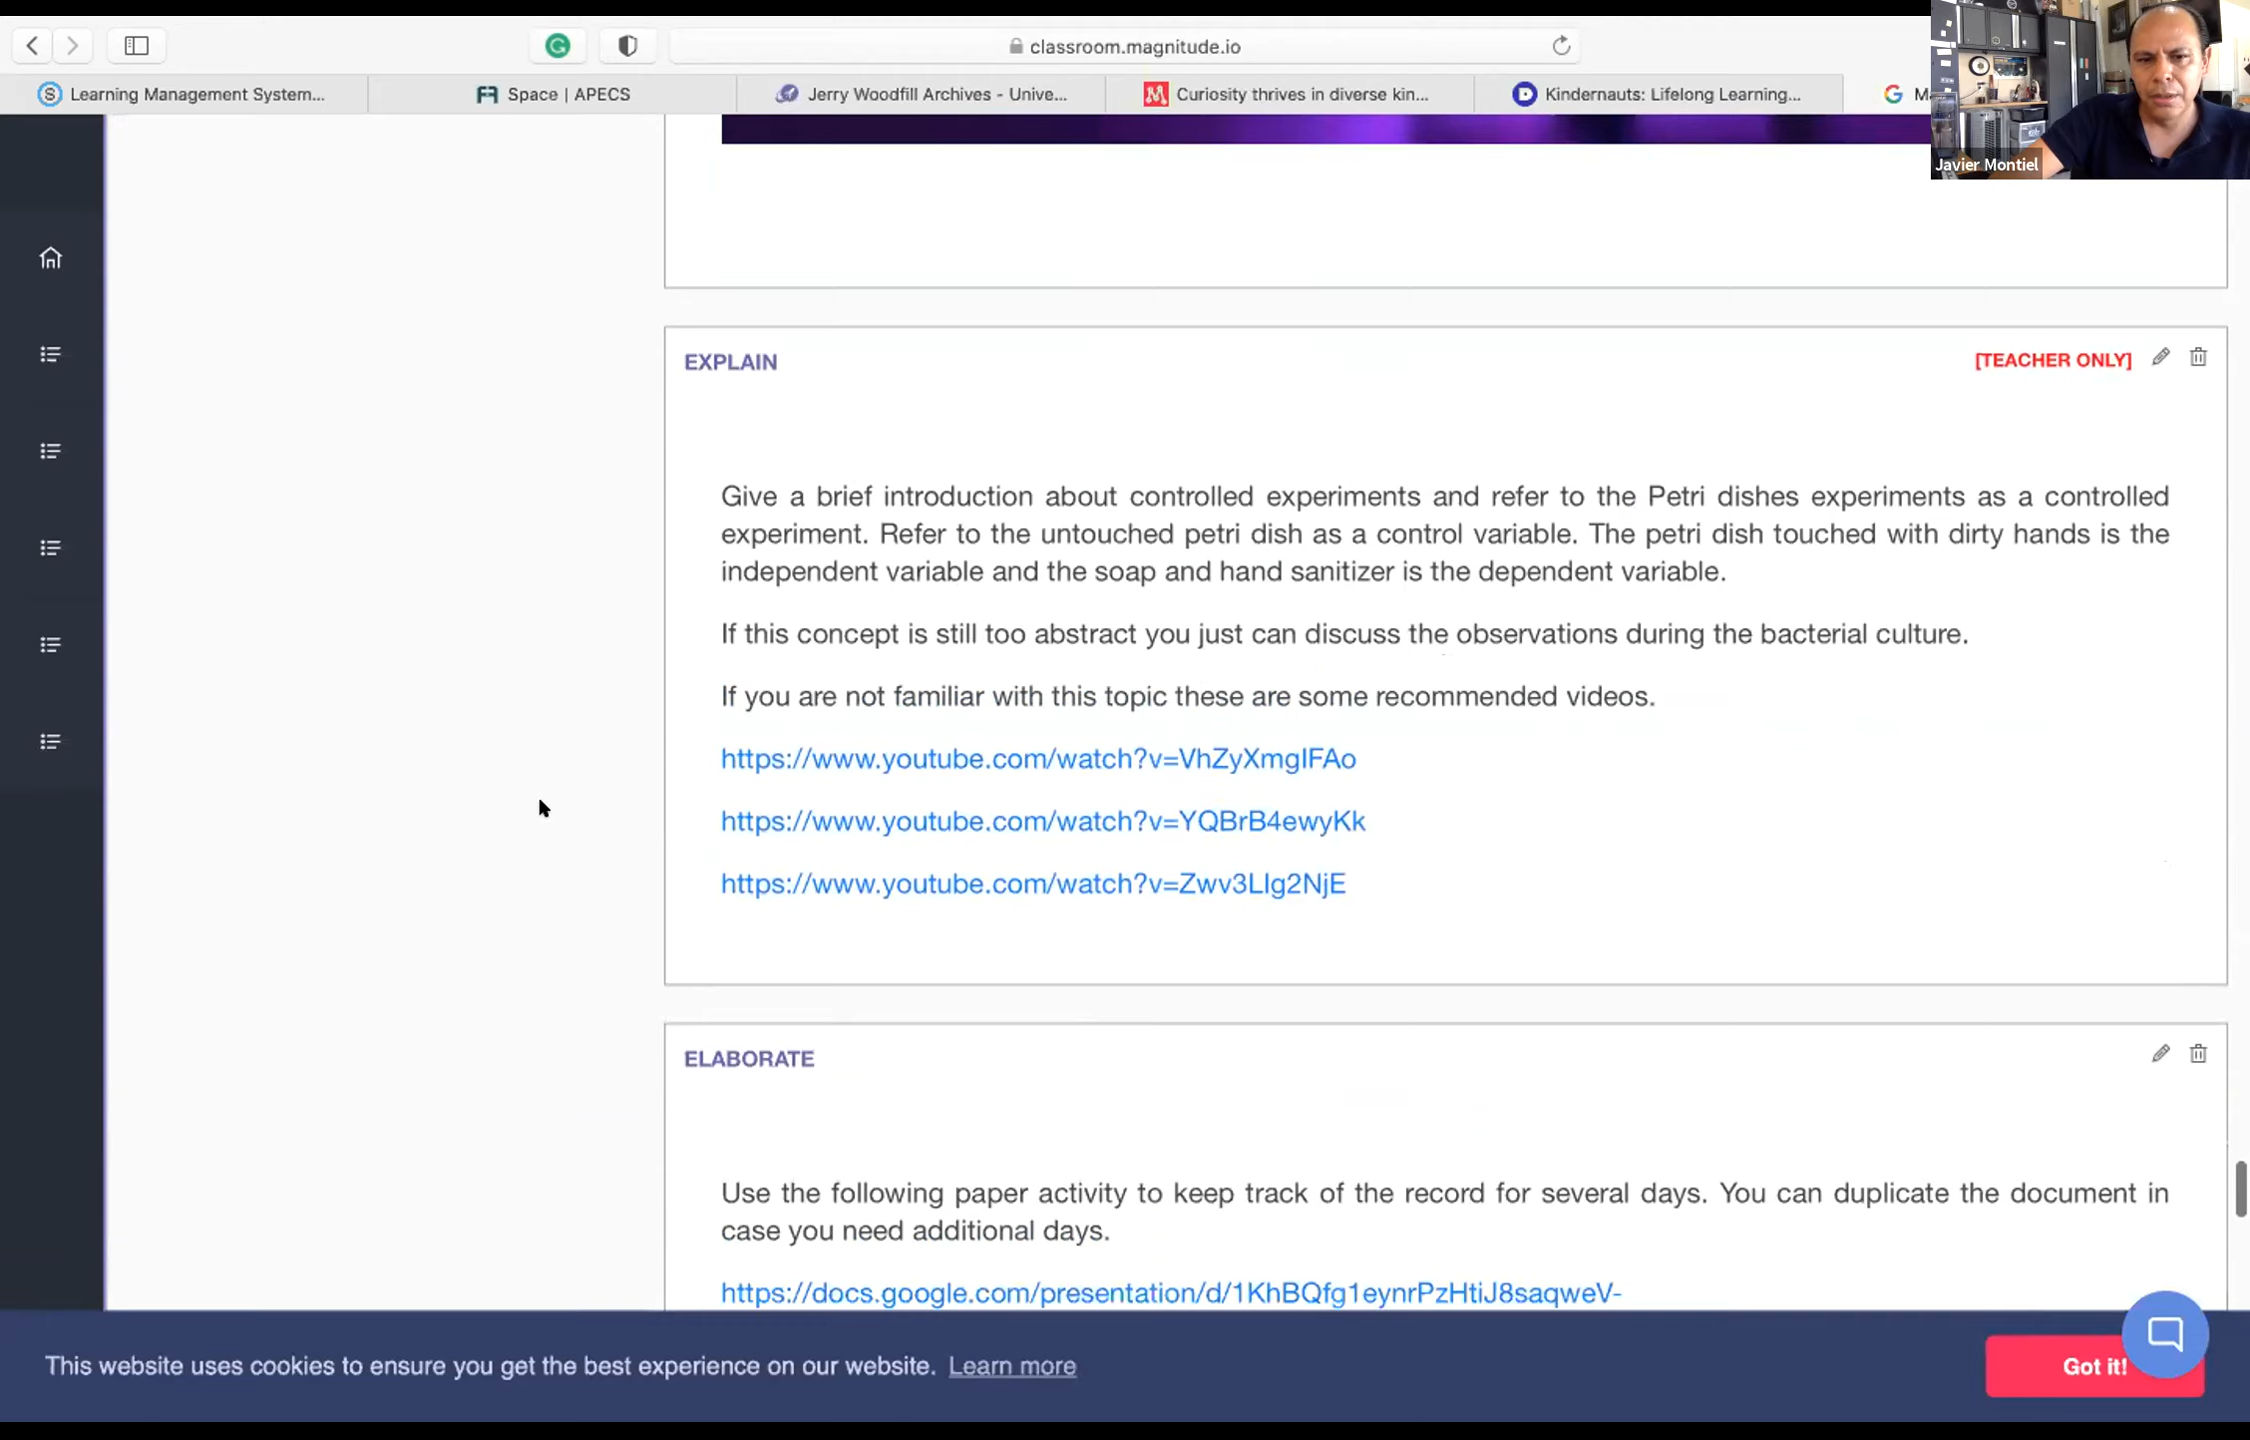 classroom.magnitude.io
Learning Management System...
Space | APECS
Jerry Woodfill Archives - Unive...
Curiosity thrives in diverse kin...
Kindernauts: Lifelong Learning...
Javier Montiel
EXPLAIN
[TEACHER ONLY]
Give a brief introduction about controlled experiments and refer to the Petri dishes experiments as a controlled
experiment. Refer to the untouched petri dish as a control variable. The petri dish touched with dirty hands is the
independent variable and the soap and hand sanitizer is the dependent variable.
If this concept is still too abstract you just can discuss the observations during the bacterial culture.
If you are not familiar with this topic these are some recommended videos.
https://www.youtube.com/watch?v=VhZyXmgIFAo
https://www.youtube.com/watch?v=YQBrB4ewyKk
https://www.youtube.com/watch?v=Zwv3LIg2NjE
ELABORATE
Use the following paper activity to keep track of the record for several days. You can duplicate the document in
case you need additional days.
https://docs.google.com/presentation/d/1KhBQfg1eynrPzHtiJ8saqweV-
This website uses cookies to ensure you get the best experience on our website. Learn more
Got it!